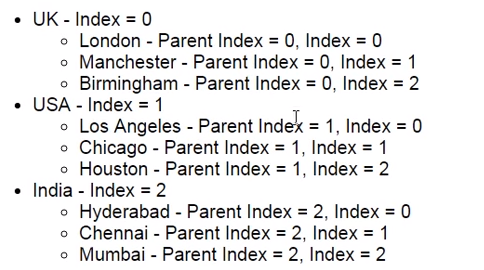 UK - Index = 0
London - Parent Index = 0, Index = 0
Manchester - Parent Index = 0, Index = 1
Birmingham - Parent Index = 0, Index = 2
USA - Index = 1
Los Angeles - Parent Index = 1, Index = 0
Chicago - Parent Index = 1, Index = 1
Houston - Parent Index = 1, Index = 2
India - Index = 2
Hyderabad - Parent Index = 2, Index = 0
Chennai - Parent Index = 2, Index = 1
Mumbai - Parent Index = 2, Index = 2